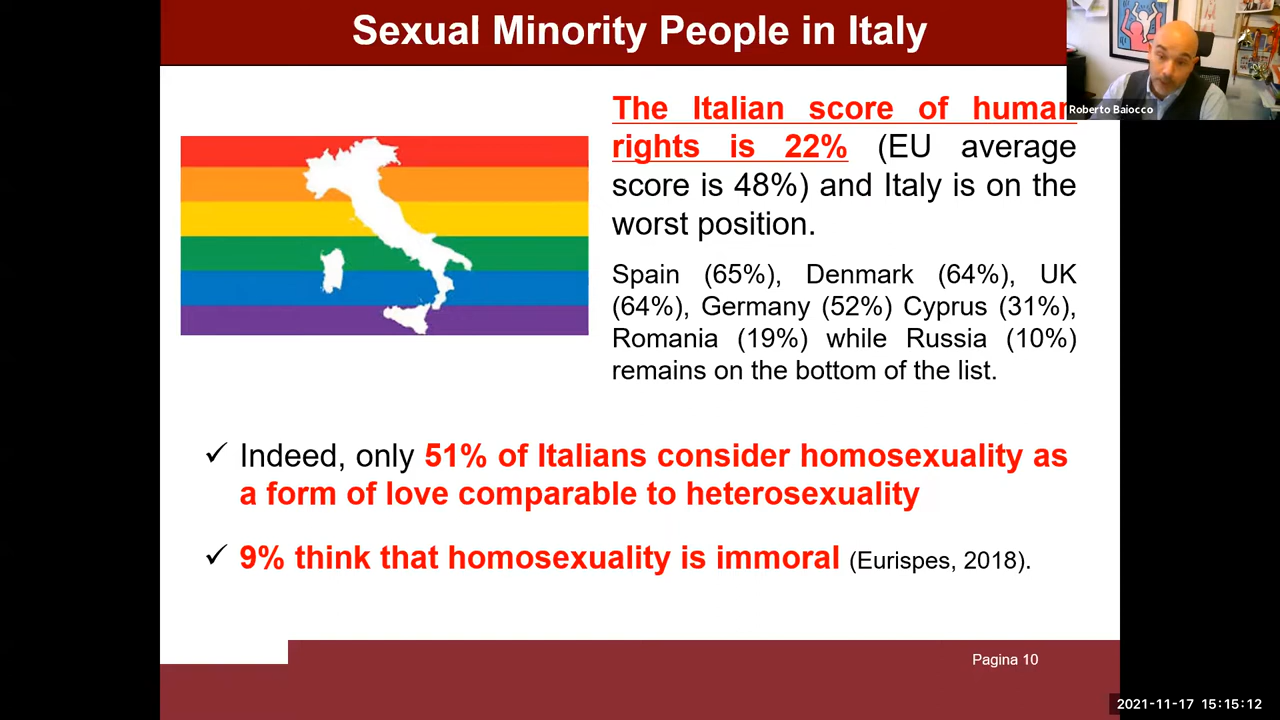 Sexual Minority People in Italy
Roberto Baiocco
The Italian score of human
rights is 22% (EU average
score is 48%) and Italy is on the
worst position.
Spain (65%), Denmark (64%), UK
(64%), Germany (52%) Cyprus (31%),
Romania (19%) while Russia (10%)
remains on the bottom of the list.
✓ Indeed, only 51% of Italians consider homosexuality as
a form of love comparable to heterosexuality
✓ 9% think that homosexuality is immoral (Eurispes, 2018).
Pagina 10
2021-11-17 15:15:12